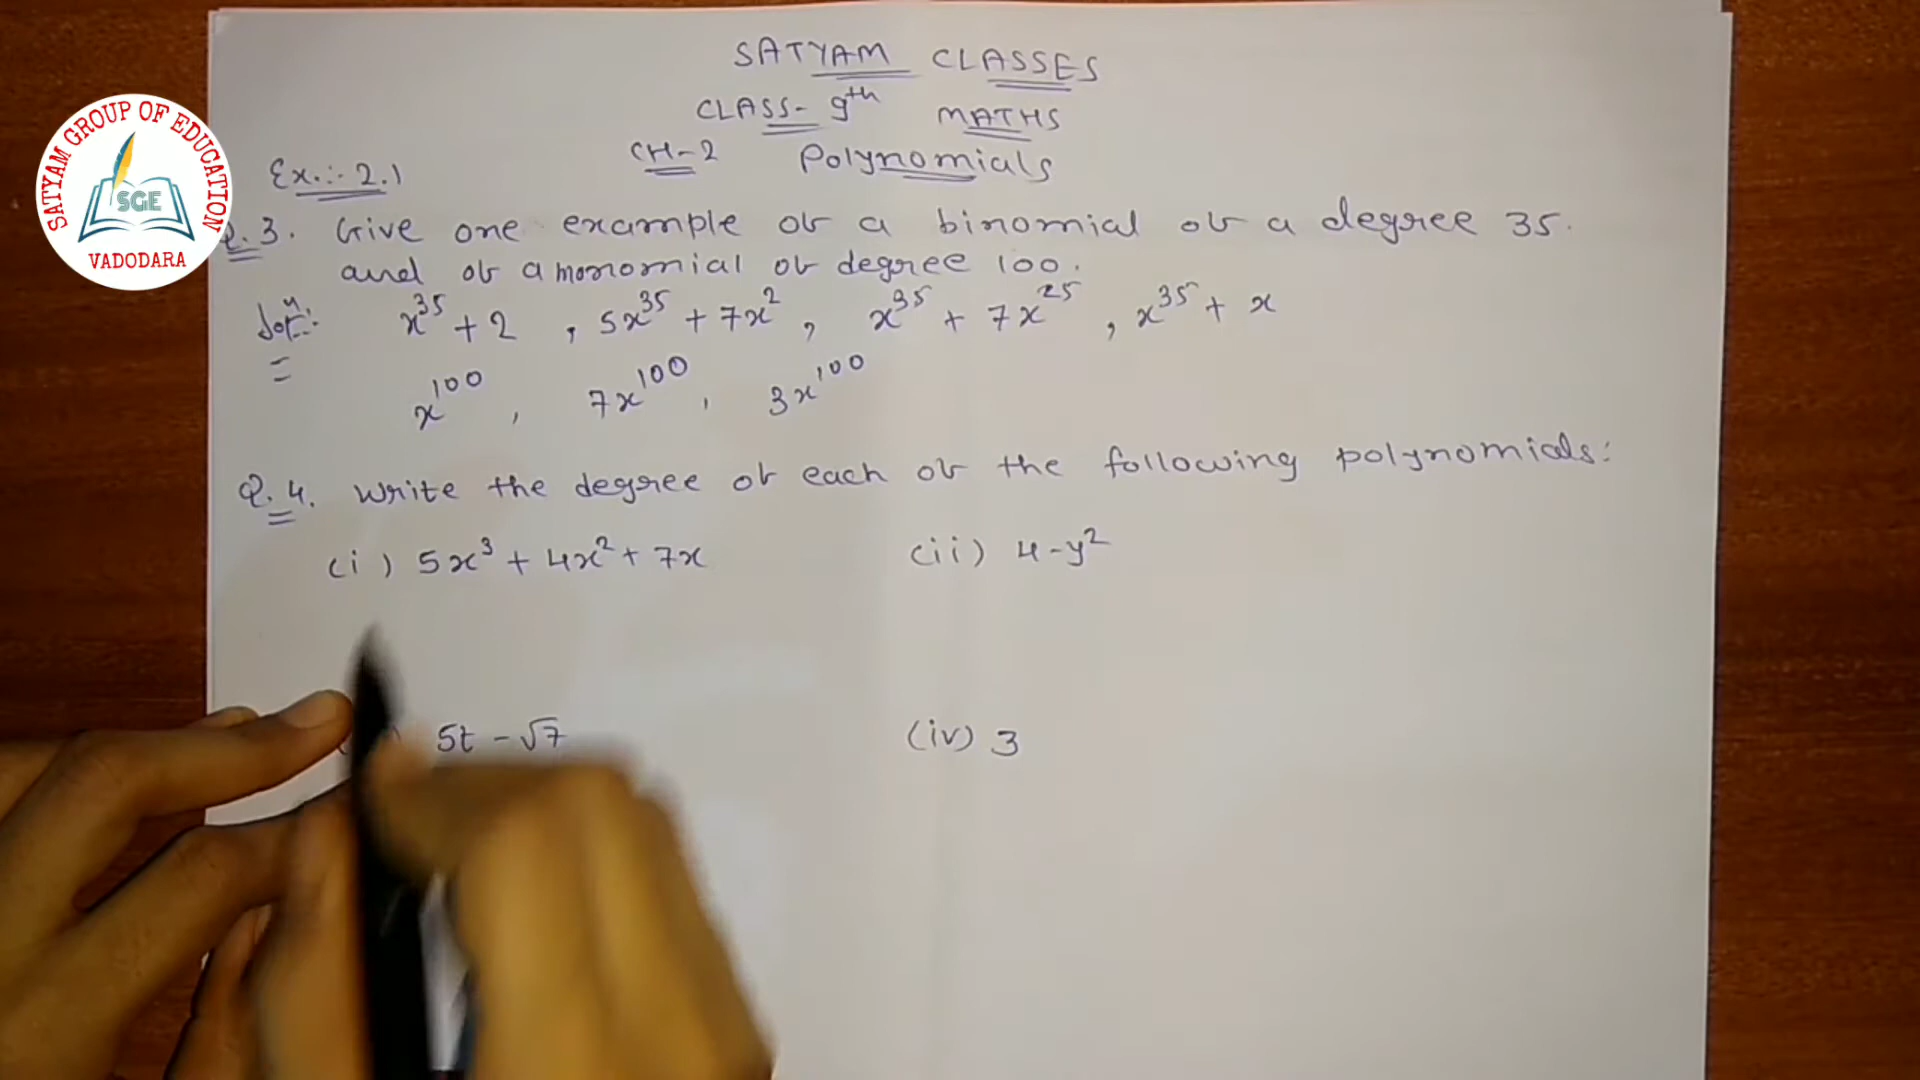 SATYAM CLASSES
CLASS- 9th MATHS
CH-2 Polynomials
SATYAM GROUP OF EDUCATION
SGE
VADODARA
Ex.:- 2.1
Q.3. Give one example of a binomial of a degree 35.
and of a monomial of degree 100.
Soln:- x^35 + 2 , 5x^35 + 7x^2 , x^35 + 7x^25 , x^35 + x
x^100 , 7x^100 , 3x^100
Q.4. Write the degree of each of the following polynomials:
(i) 5x^3 + 4x^2 + 7x (ii) 4-y^2
5t - √7 (iv) 3